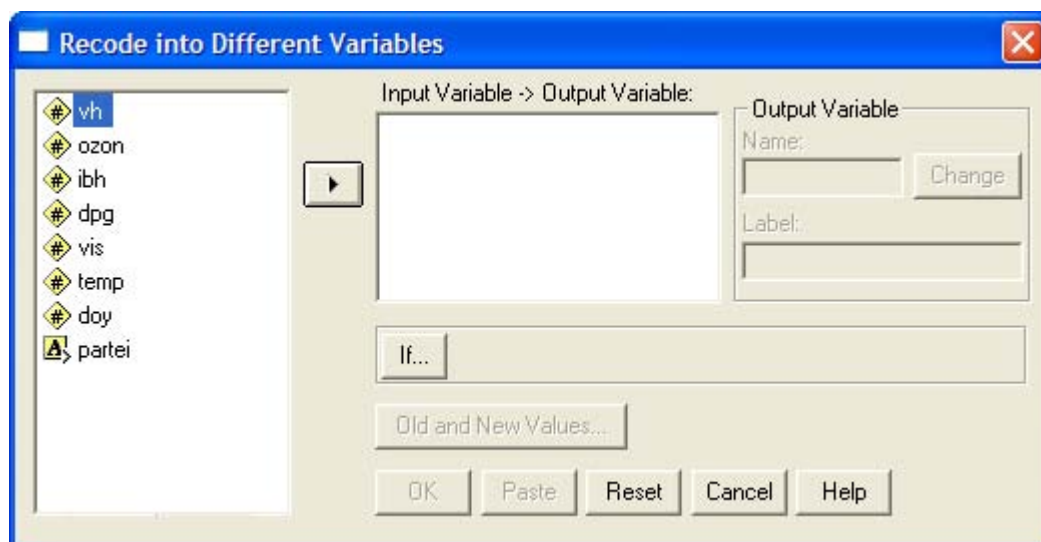 Recode into Different Variables
vh
ozon
ibh
dpg
vis
temp
doy
partei
Input Variable -> Output Variable:
Output Variable
Name:
Change
Label:
If...
Old and New Values...
OK Paste Reset Cancel Help